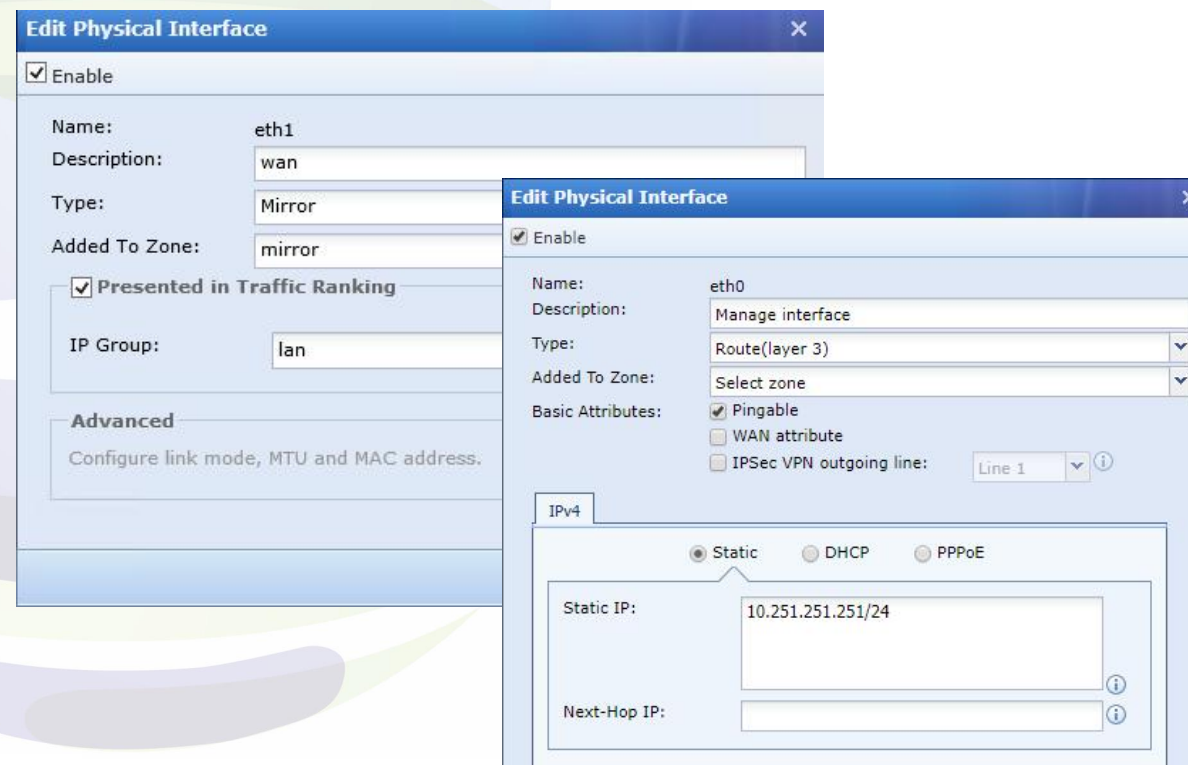 Edit Physical Interface
Enable
Name: eth1
Description: wan
Type: Mirror
Added To Zone: mirror
Presented in Traffic Ranking
IP Group: lan
Advanced
Configure link mode, MTU and MAC address.
Edit Physical Interface
Enable
Name: eth0
Description: Manage interface
Type: Route(layer 3)
Added To Zone: Select zone
Basic Attributes: Pingable
WAN attribute
IPSec VPN outgoing line: Line 1
IPv4
Static DHCP PPPoE
Static IP: 10.251.251.251/24
Next-Hop IP: